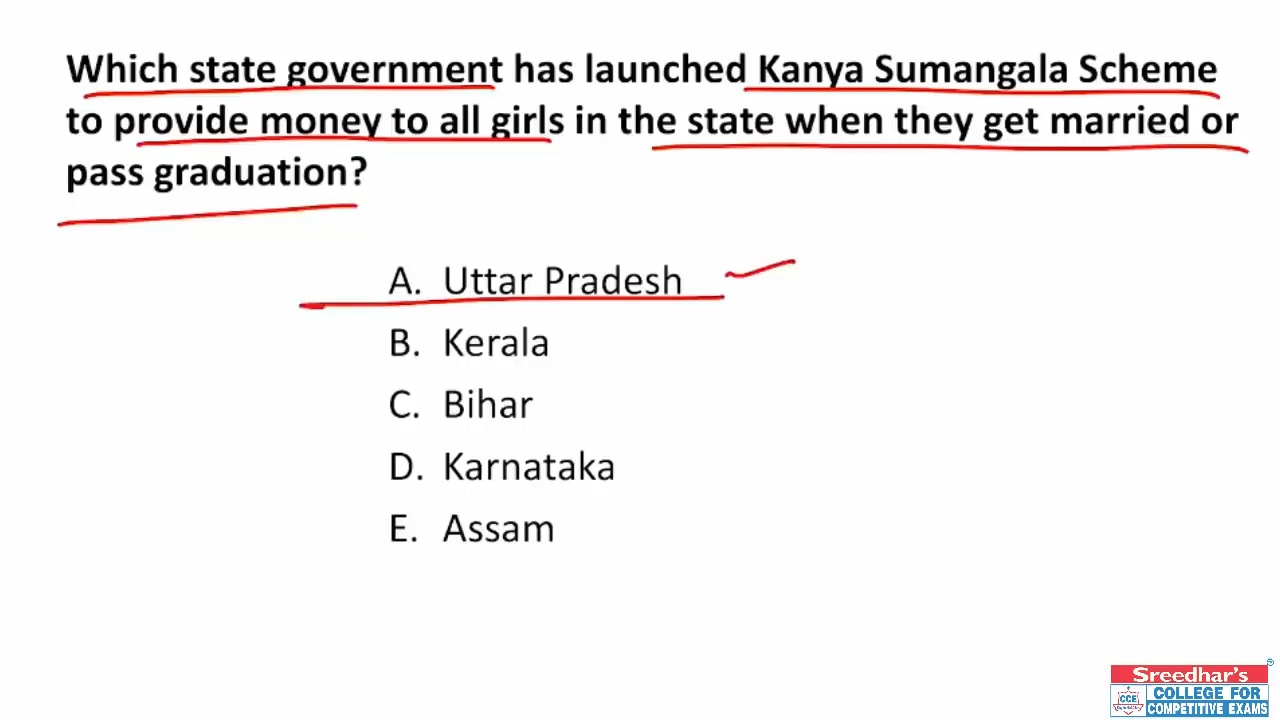 Which state government has launched Kanya Sumangala Scheme
to provide money to all girls in the state when they get married or
pass graduation?
A. Uttar Pradesh
B. Kerala
C. Bihar
D. Karnataka
E. Assam
Sreedhar's
CCE
COLLEGE FOR
COMPETITIVE EXAMS